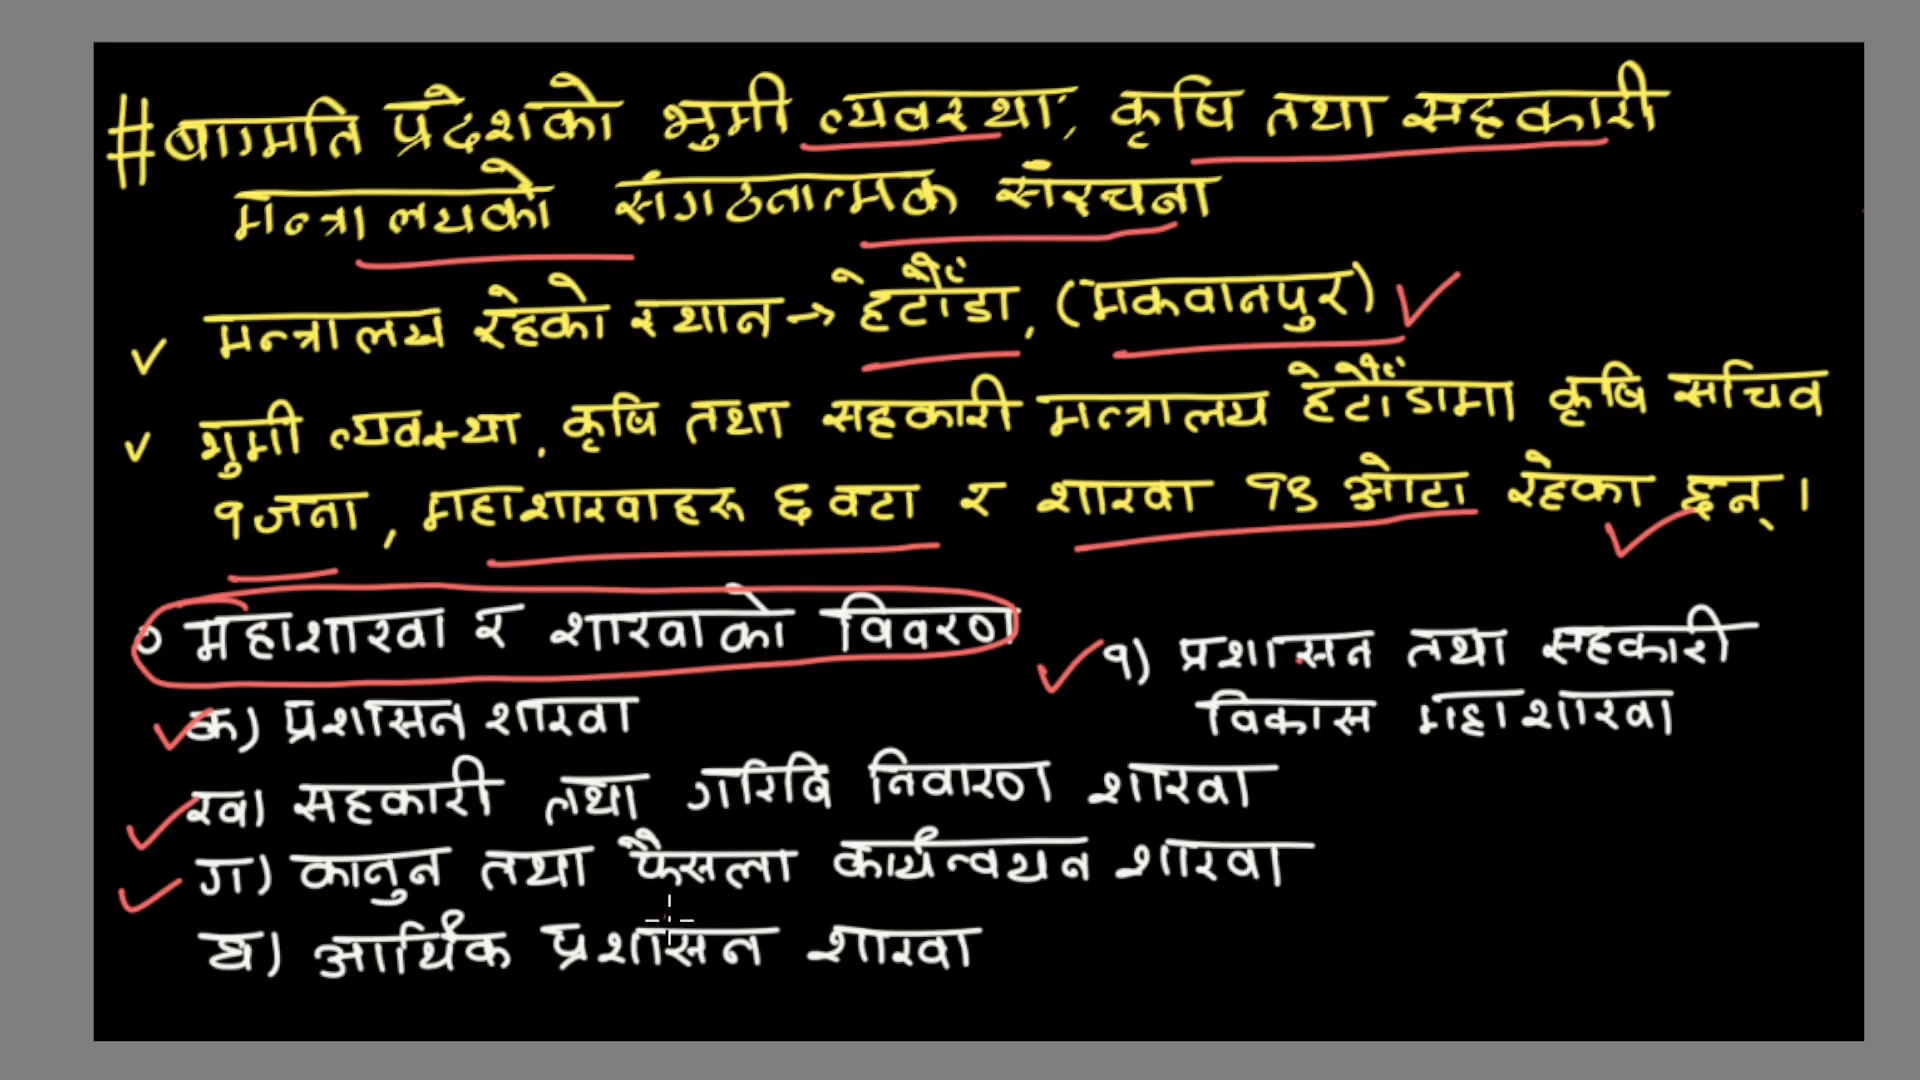 #बागमति प्रदेशको भुमी व्यवस्था, कृषि तथा सहकारी
मन्त्रालयको संगठनात्मक संरचना
मन्त्रालय रहेको स्थान→ हेटौंडा, (मकवानपुर)
भुमी व्यवस्था, कृषि तथा सहकारी मन्त्रालय हेटौंडामा कृषि सचिव
१जना, महाशाखाहरू ६ वटा र शाखा १९ ओटा रहेका छन्।
○ महाशाखा र शाखाको विवरण
१) प्रशासन तथा सहकारी
विकास महाशाखा
क) प्रशासन शाखा
ख) सहकारी तथा गरिबि निवारण शाखा
ग) कानुन तथा फैसला कार्यन्वयन शाखा
घ) आर्थिक प्रशासन शाखा